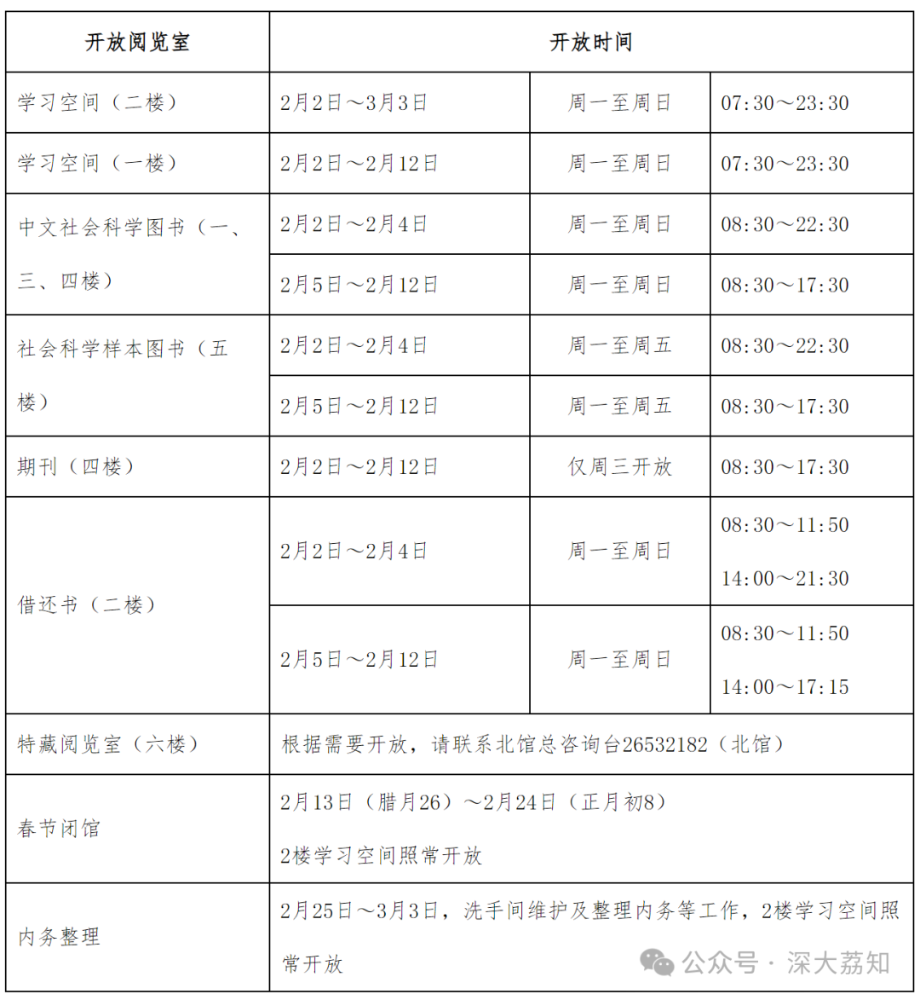 开放阅览室 开放时间
学习空间（二楼） 2月2日～3月3日 周一至周日 07:30～23:30
学习空间（一楼） 2月2日～2月12日 周一至周日 07:30～23:30
中文社会科学图书（一、
三、四楼）
2月2日～2月4日 周一至周日 08:30～22:30
2月5日～2月12日 周一至周日 08:30～17:30
社会科学样本图书（五
楼）
2月2日～2月4日 周一至周五 08:30～22:30
2月5日～2月12日 周一至周五 08:30～17:30
期刊（四楼） 2月2日～2月12日 仅周三开放 08:30～17:30
借还书（二楼）
2月2日～2月4日 周一至周日 08:30～11:50
14:00～21:30
2月5日～2月12日 周一至周日 08:30～11:50
14:00～17:15
特藏阅览室（六楼） 根据需要开放，请联系北馆总咨询台26532182（北馆）
春节闭馆
2月13日（腊月26）～2月24日（正月初8）
2楼学习空间照常开放
内务整理
2月25日～3月3日，洗手间维护及整理内务等工作，2楼学习空间照
常开放
公众号·深大荔知